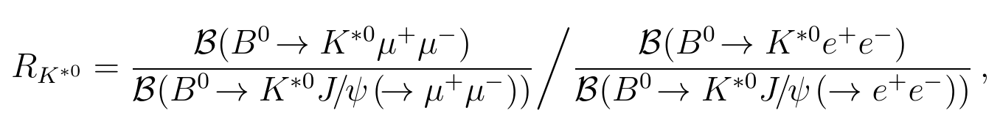 R_{K^{*0}} = \frac{\mathcal{B}(B^0 \to K^{*0} \mu^+ \mu^-)}{\mathcal{B}(B^0 \to K^{*0} J/\psi (\to \mu^+ \mu^-))} \bigg/ \frac{\mathcal{B}(B^0 \to K^{*0} e^+ e^-)}{\mathcal{B}(B^0 \to K^{*0} J/\psi (\to e^+ e^-))} ,